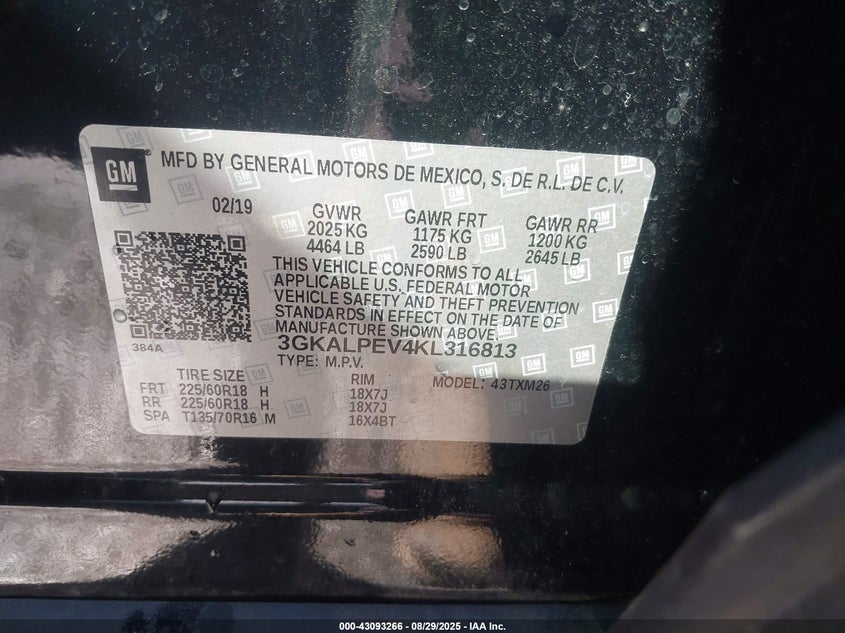 GM
MFD BY GENERAL MOTORS DE MEXICO, S. DE R.L. DE C.V.
02/19 GVWR GAWR FRT GAWR RR
2025 KG 1175 KG 1200 KG
4464 LB 2590 LB 2645 LB
THIS VEHICLE CONFORMS TO ALL
APPLICABLE U.S. FEDERAL MOTOR
VEHICLE SAFETY AND THEFT PREVENTION
STANDARDS IN EFFECT ON THE DATE OF
MANUFACTURE SHOWN ABOVE.
384A
3GKALPEV4KL316813
TYPE: M.P.V. MODEL: 43TXM26
TIRE SIZE RIM
FRT 225/60R18 H 18X7J
RR 225/60R18 H 18X7J
SPA T135/70R16 M 16X4BT
000-43093266 - 08/29/2025 - IAA Inc.